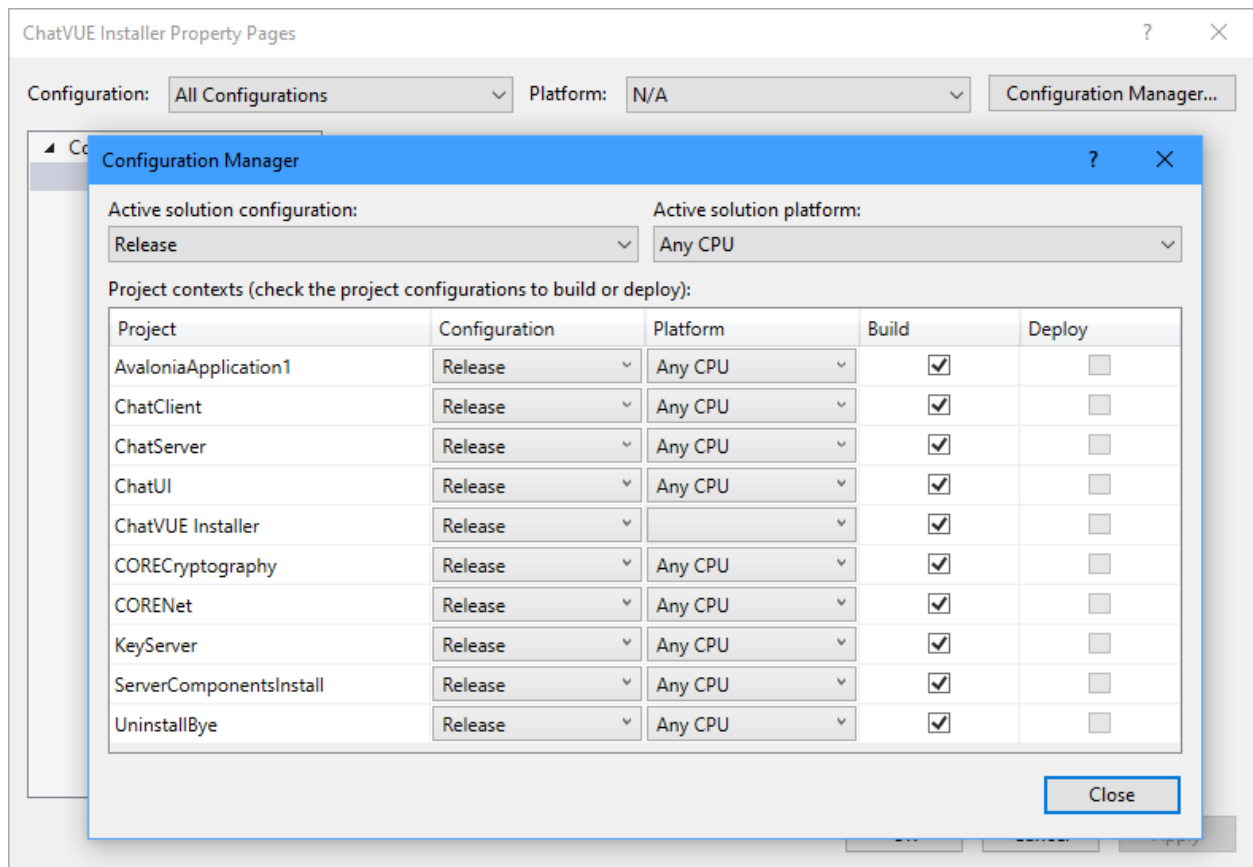 ChatVUE Installer Property Pages ?
Configuration: All Configurations Platform: N/A Configuration Manager...
Configuration Manager ?
Active solution configuration: Active solution platform:
Release Any CPU
Project contexts (check the project configurations to build or deploy):
Project Configuration Platform Build Deploy
AvaloniaApplication1 Release Any CPU
ChatClient Release Any CPU
ChatServer Release Any CPU
ChatUI Release Any CPU
ChatVUE Installer Release
CORECryptography Release Any CPU
CORENet Release Any CPU
KeyServer Release Any CPU
ServerComponentsInstall Release Any CPU
UninstallBye Release Any CPU
Close